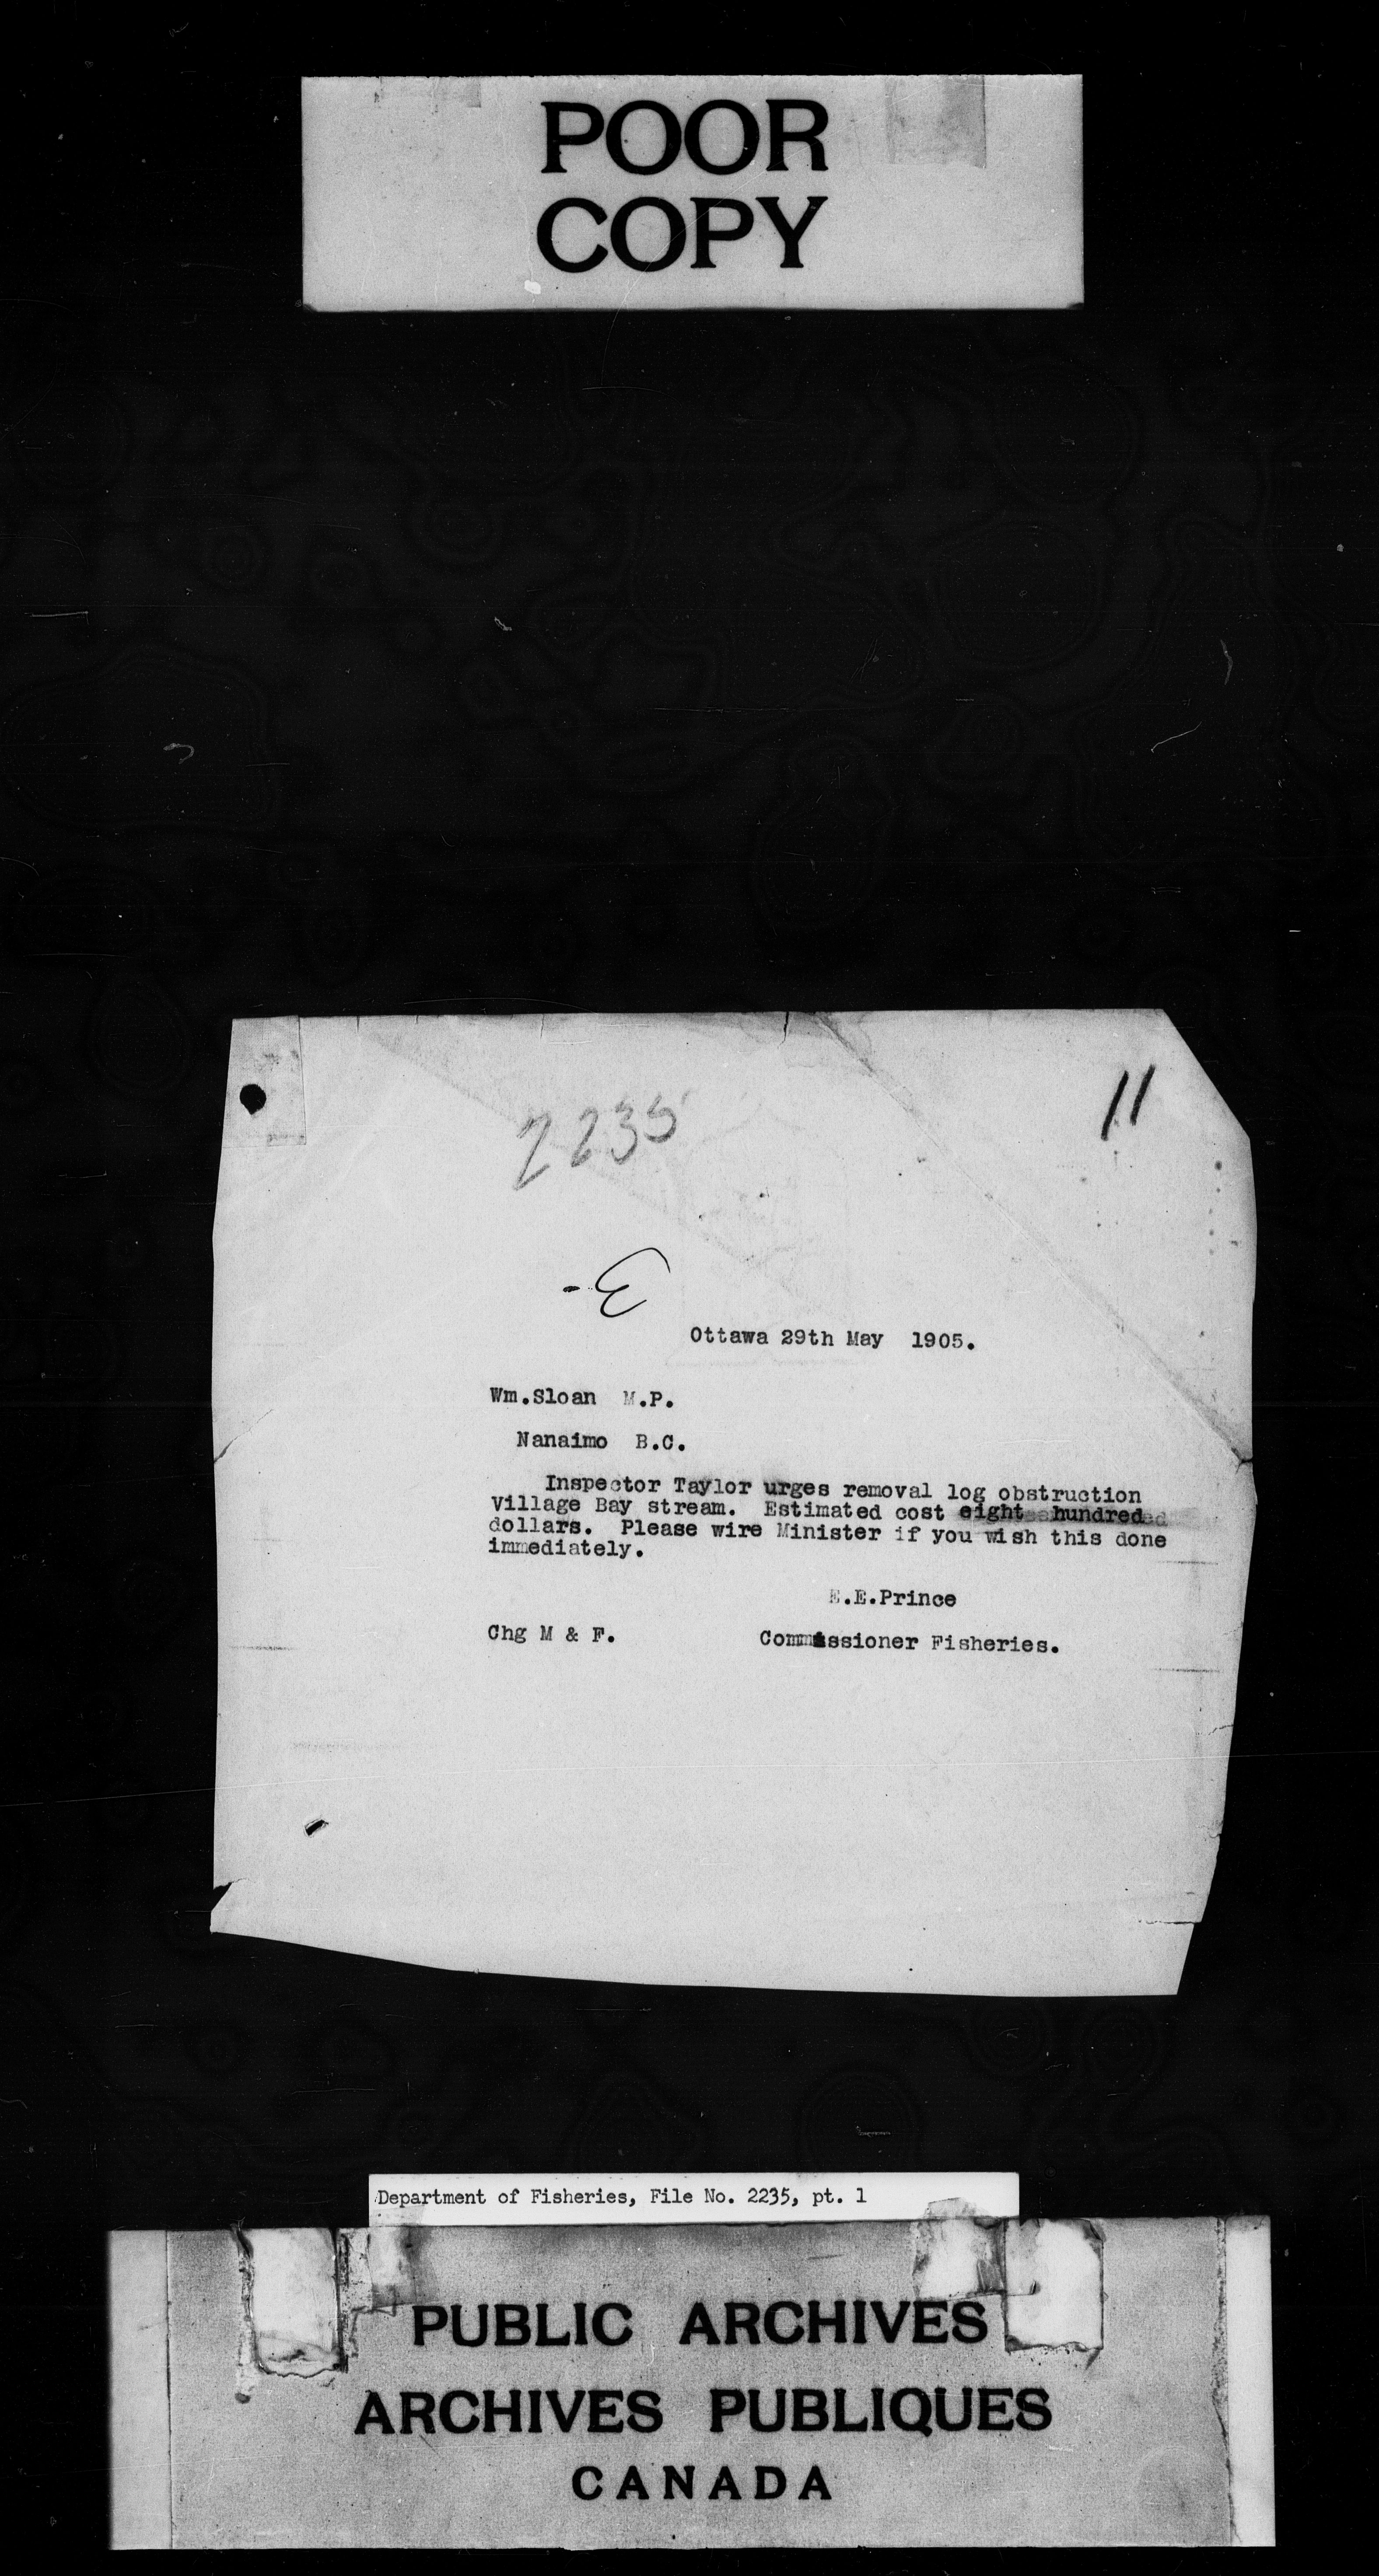 POOR
COPY
11
2235
-E
Ottawa 29th May 1905.
Wm.Sloan M.P.
Nanaimo B.C.
Inspector Taylor urges removal log obstruction
Village Bay stream. Estimated cost eight hundred
dollars. Please wire Minister if you wish this done
immediately.
E.E.Prince
Chg M & F. Commissioner Fisheries.
Department of Fisheries, File No. 2235, pt. 1
PUBLIC ARCHIVES
ARCHIVES PUBLIQUES
CANADA